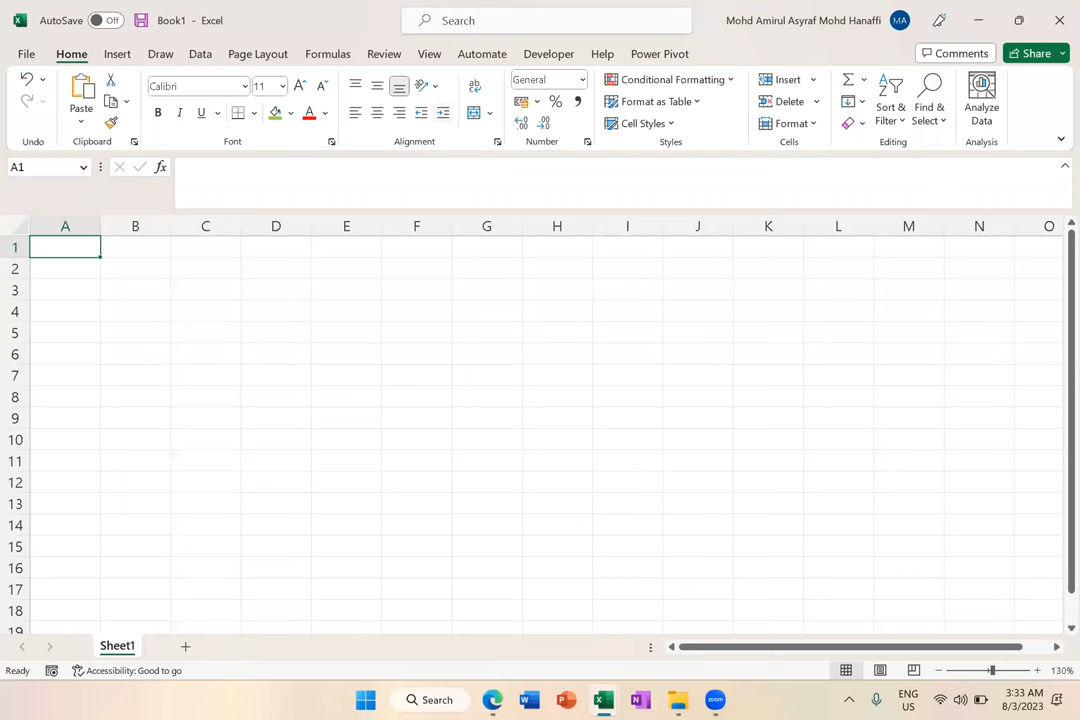 AutoSave Off Book1 - Excel Search Mohd Amirul Asyraf Mohd Hanaffi MA
File Home Insert Draw Data Page Layout Formulas Review View Automate Developer Help Power Pivot Comments Share
Paste Calibri 11 General Conditional Formatting Insert Sort & Filter Find & Select Analyze Data
B I U % , Format as Table Delete
Cell Styles Format
Undo Clipboard Font Alignment Number Styles Cells Editing Analysis
A1 fx
A B C D E F G H I J K L M N O
1
2
3
4
5
6
7
8
9
10
11
12
13
14
15
16
17
18
19
Sheet1
Ready Accessibility: Good to go 130%
Search zoom ENG US 3:33 AM 8/3/2023